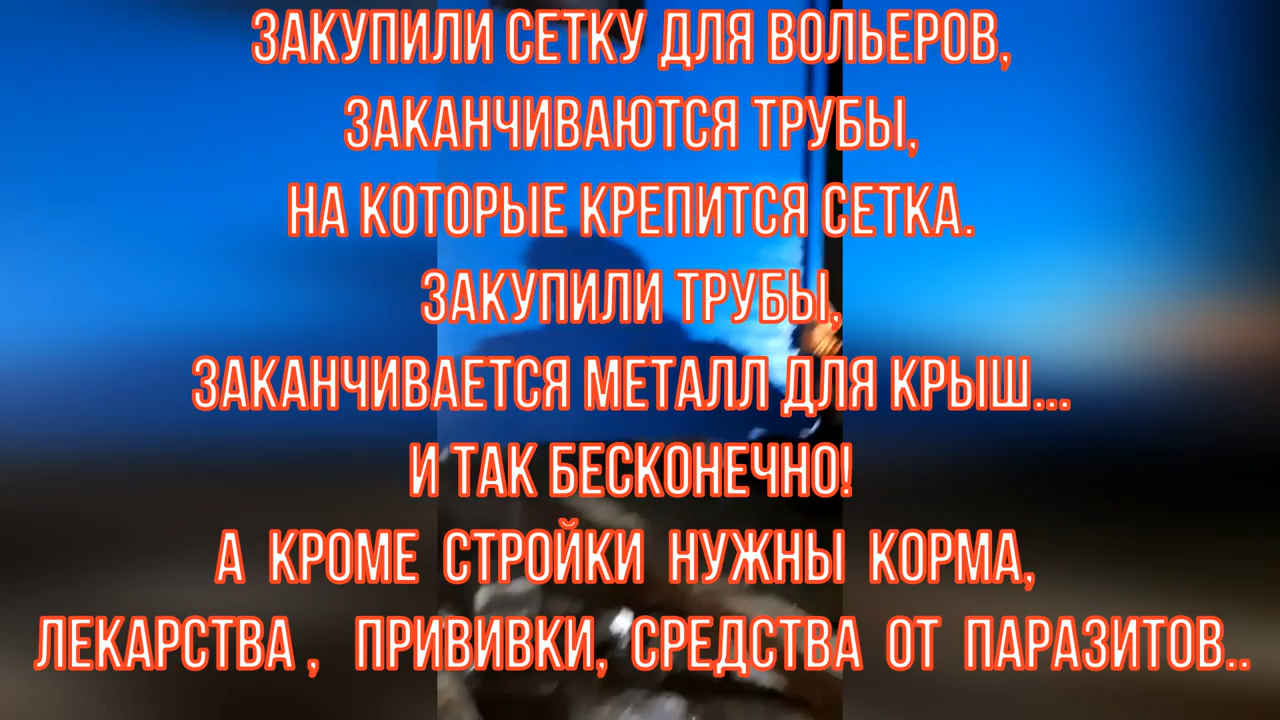 ЗАКУПИЛИ СЕТКУ ДЛЯ ВОЛЬЕРОВ,
ЗАКАНЧИВАЮТСЯ ТРУБЫ,
НА КОТОРЫЕ КРЕПИТСЯ СЕТКА.
ЗАКУПИЛИ ТРУБЫ,
ЗАКАНЧИВАЕТСЯ МЕТАЛЛ ДЛЯ КРЫШ...
И ТАК БЕСКОНЕЧНО!
А КРОМЕ СТРОЙКИ НУЖНЫ КОРМА,
ЛЕКАРСТВА , ПРИВИВКИ, СРЕДСТВА ОТ ПАРАЗИТОВ..